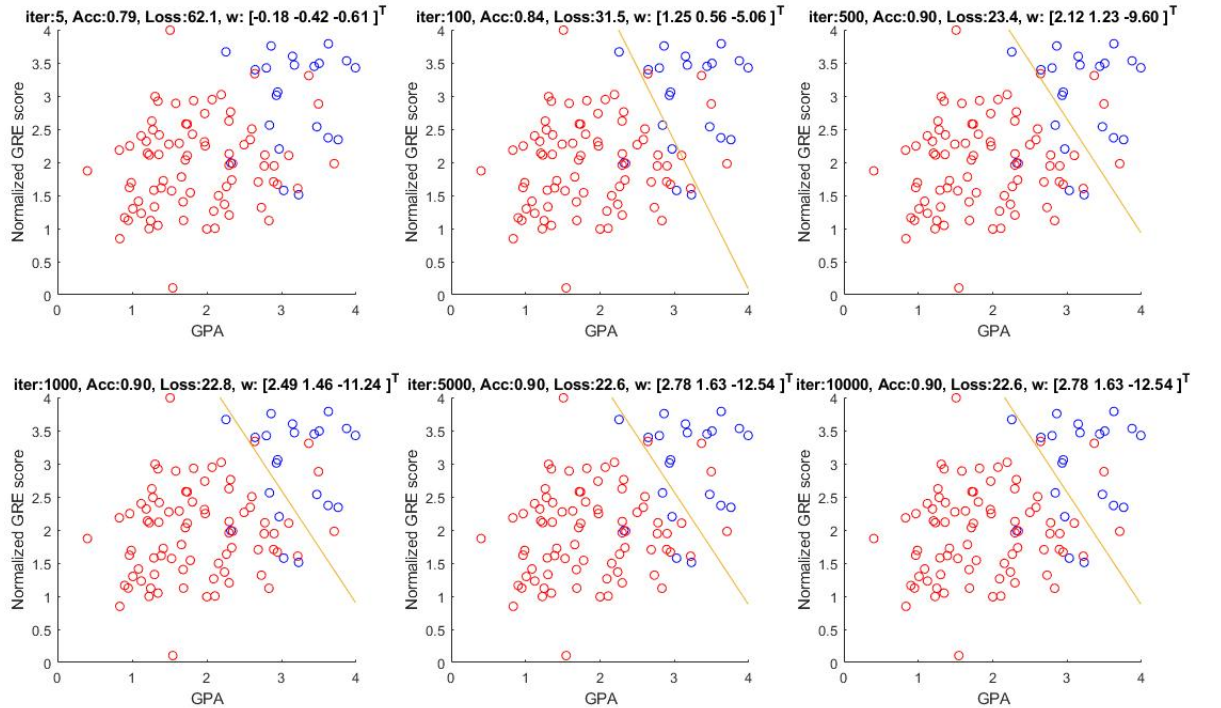 iter:5, Acc:0.79, Loss:62.1, w: [-0.18 -0.42 -0.61 ]T
4
3.5
3
2.5
2
1.5
1
0.5
0
Normalized GRE score
0 1 2 3 4
GPA
iter:100, Acc:0.84, Loss:31.5, w: [1.25 0.56 -5.06 ]T
4
3.5
3
2.5
2
1.5
1
0.5
0
Normalized GRE score
0 1 2 3 4
GPA
iter:500, Acc:0.90, Loss:23.4, w: [2.12 1.23 -9.60 ]T
4
3.5
3
2.5
2
1.5
1
0.5
0
Normalized GRE score
0 1 2 3 4
GPA
iter:1000, Acc:0.90, Loss:22.8, w: [2.49 1.46 -11.24 ]T
4
3.5
3
2.5
2
1.5
1
0.5
0
Normalized GRE score
0 1 2 3 4
GPA
iter:5000, Acc:0.90, Loss:22.6, w: [2.78 1.63 -12.54 ]T
4
3.5
3
2.5
2
1.5
1
0.5
0
Normalized GRE score
0 1 2 3 4
GPA
iter:10000, Acc:0.90, Loss:22.6, w: [2.78 1.63 -12.54 ]T
4
3.5
3
2.5
2
1.5
1
0.5
0
Normalized GRE score
0 1 2 3 4
GPA